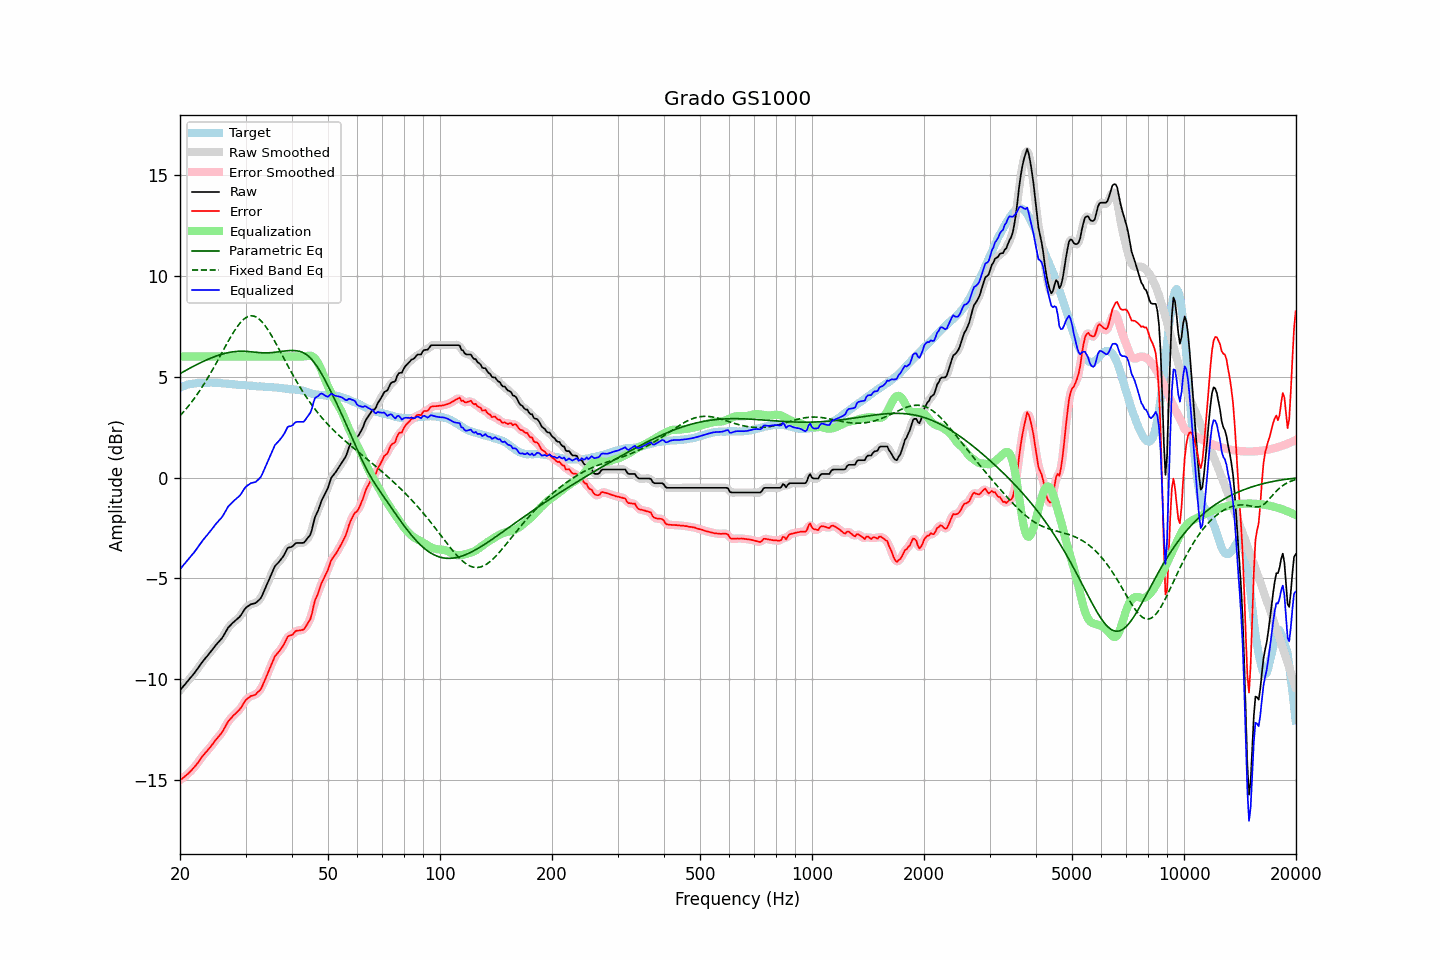 Grado GS1000
Target
Raw Smoothed
Error Smoothed
Raw
Error
Equalization
Parametric Eq
Fixed Band Eq
Equalized
Amplitude (dBr)
15
10
5
0
−5
−10
−15
20
50
100
200
500
1000
2000
5000
10000
20000
Frequency (Hz)